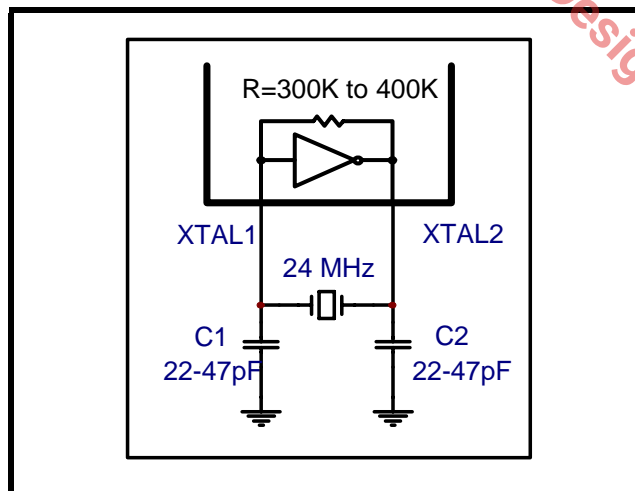 R=300K to 400K
XTAL1
XTAL2
24 MHz
C1
22-47pF
C2
22-47pF